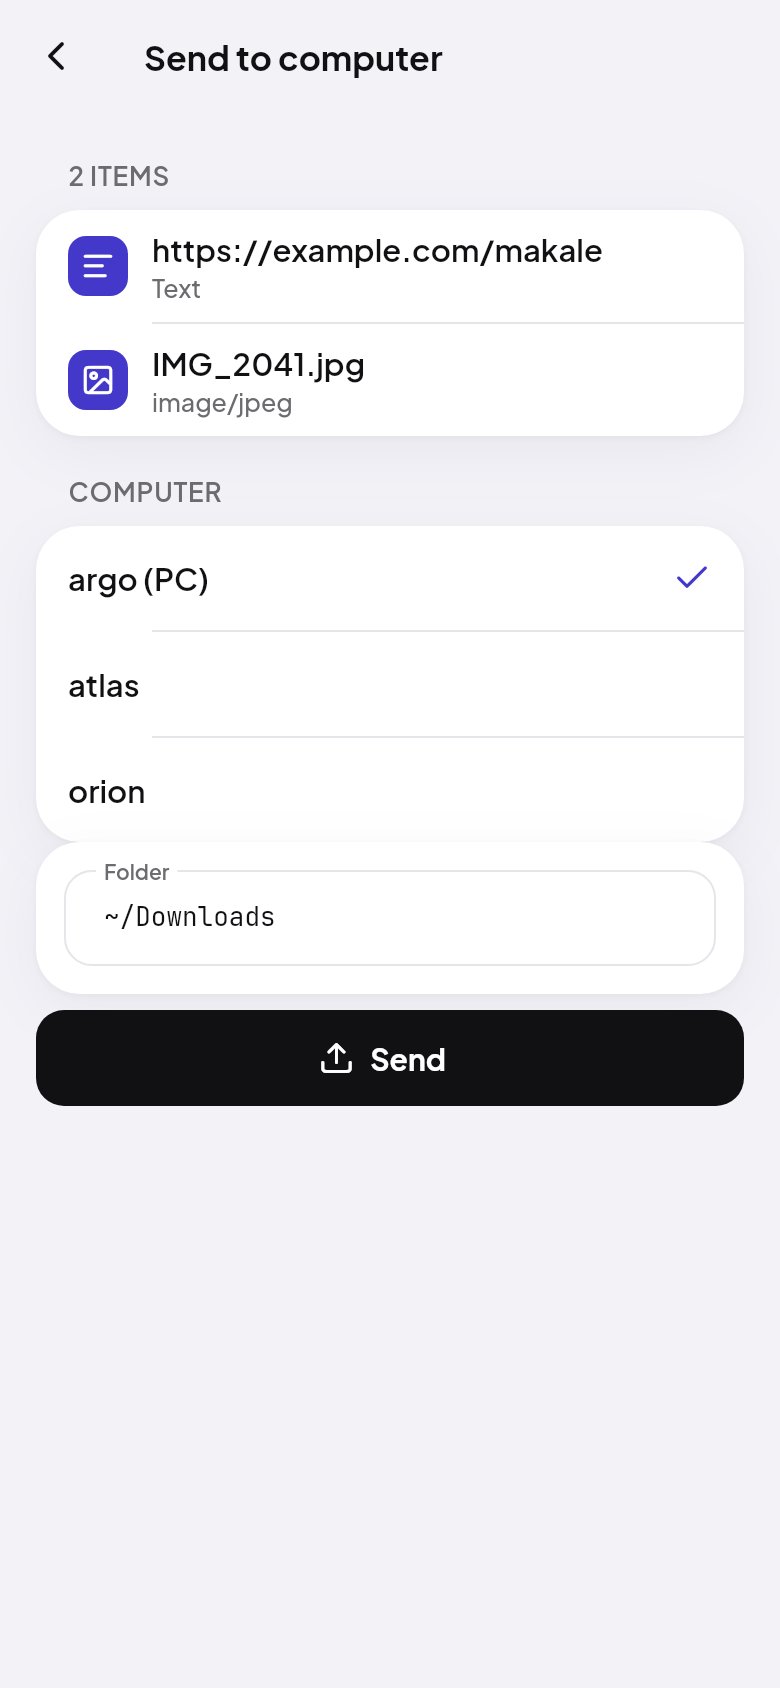 Send to computer
2 ITEMS
https://example.com/makale
Text
IMG_2041.jpg
image/jpeg
COMPUTER
argo (PC)
atlas
orion
Folder
~/Downloads
Send